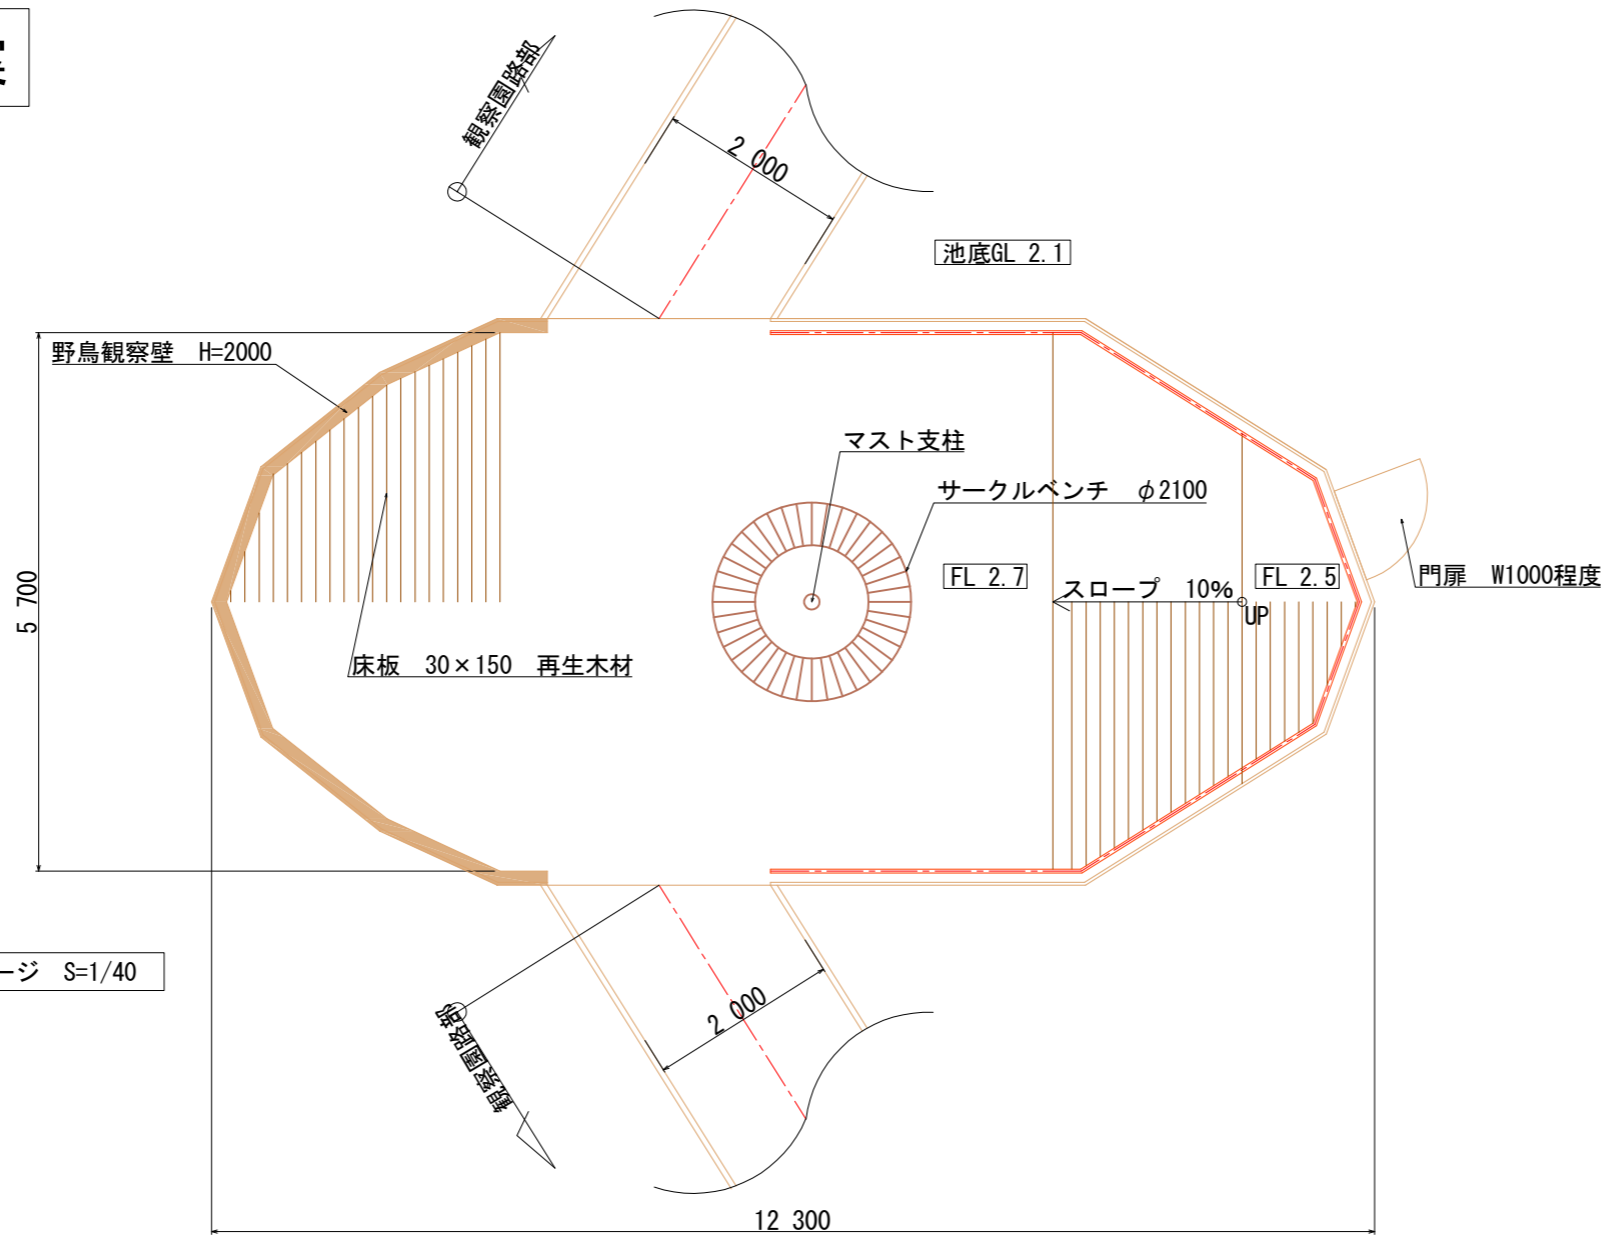 観察園路部
2 000
池底GL 2.1
野鳥観察壁 H=2000
マスト支柱
サークルベンチ φ2100
FL 2.7
スロープ 10%
FL 2.5
UP
門扉 W1000程度
5 700
床板 30×150 再生木材
ージ S=1/40
観察園路部
2 000
12 300